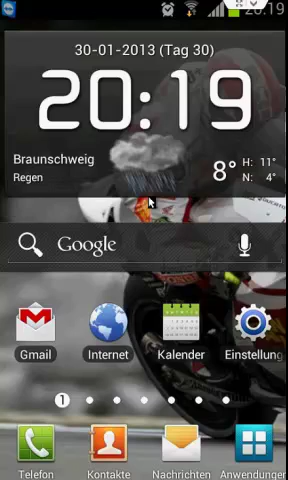 20:19
30-01-2013 (Tag 30)
20:19
Braunschweig
Regen
8° H: 11°
N: 4°
Google
Gmail Internet Kalender Einstellung
1
Telefon Kontakte Nachrichten Anwendungen